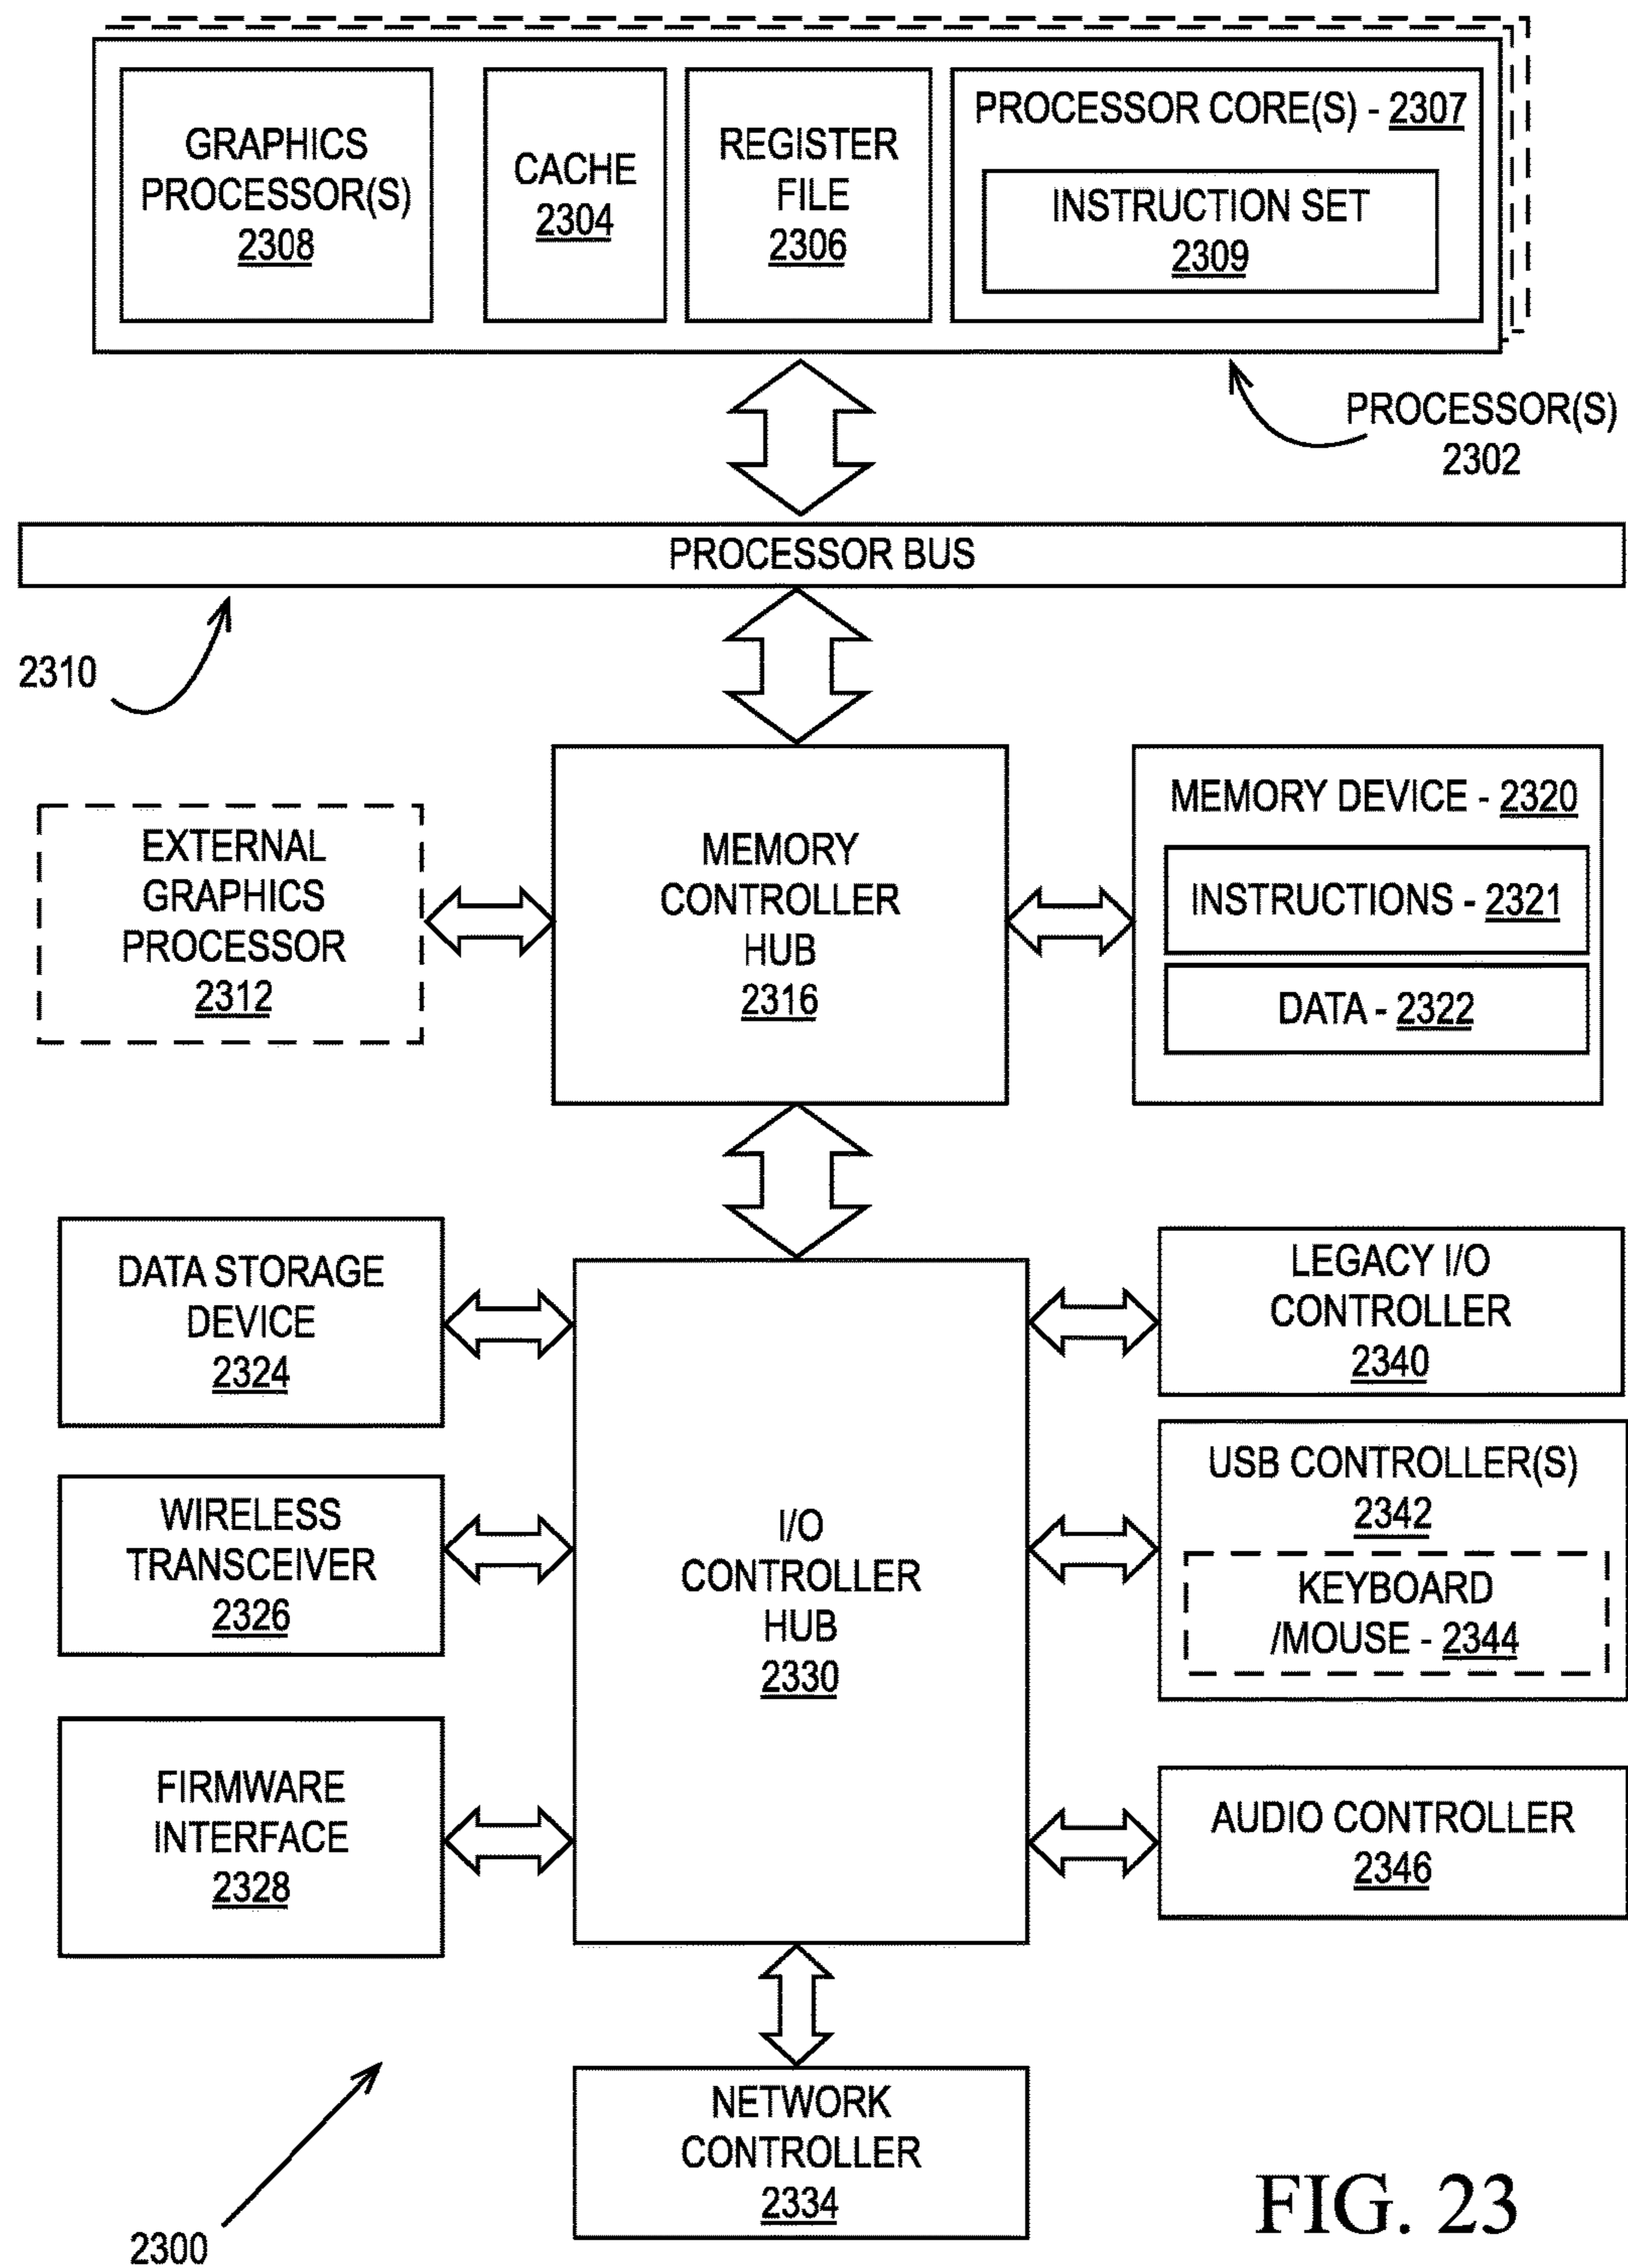 GRAPHICS
PROCESSOR(S)
2308
CACHE
2304
REGISTER
FILE
2306
PROCESSOR CORE(S) - 2307
INSTRUCTION SET
2309
PROCESSOR(S)
2302
PROCESSOR BUS
2310
EXTERNAL
GRAPHICS
PROCESSOR
2312
MEMORY
CONTROLLER
HUB
2316
MEMORY DEVICE - 2320
INSTRUCTIONS - 2321
DATA - 2322
DATA STORAGE
DEVICE
2324
WIRELESS
TRANSCEIVER
2326
FIRMWARE
INTERFACE
2328
I/O
CONTROLLER
HUB
2330
LEGACY I/O
CONTROLLER
2340
USB CONTROLLER(S)
2342
KEYBOARD
/MOUSE - 2344
AUDIO CONTROLLER
2346
NETWORK
CONTROLLER
2334
2300
FIG. 23